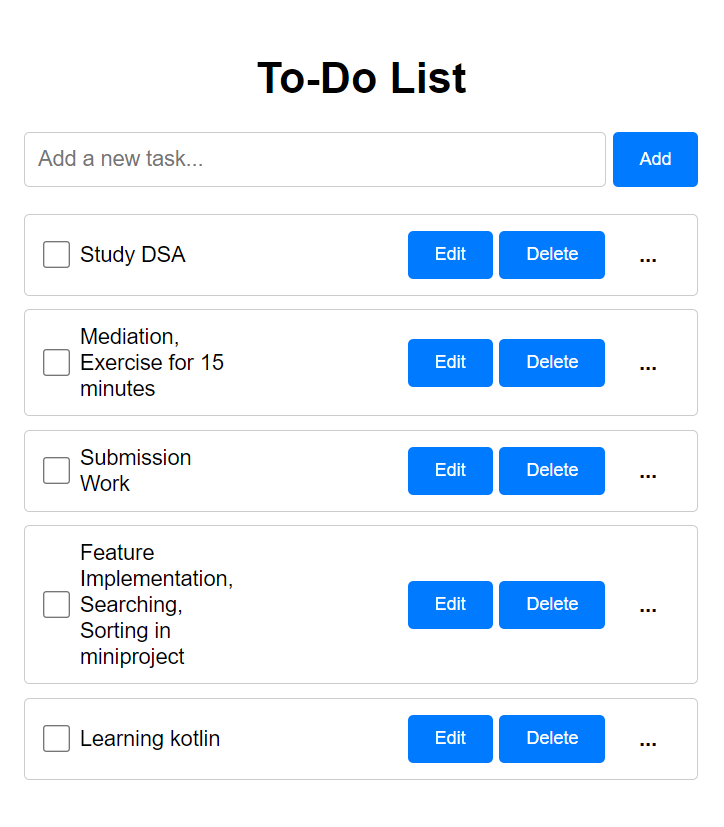 To-Do List
Add a new task...
Add
Study DSA
Edit
Delete
...
Mediation,
Exercise for 15
minutes
Edit
Delete
...
Submission
Work
Edit
Delete
...
Feature
Implementation,
Searching,
Sorting in
miniproject
Edit
Delete
...
Learning kotlin
Edit
Delete
...